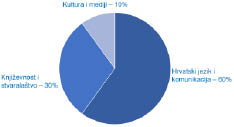 Kultura i mediji – 10%
Hrvatski jezik i
komunikacija – 60%
Književnost i
stvaralaštvo – 30%